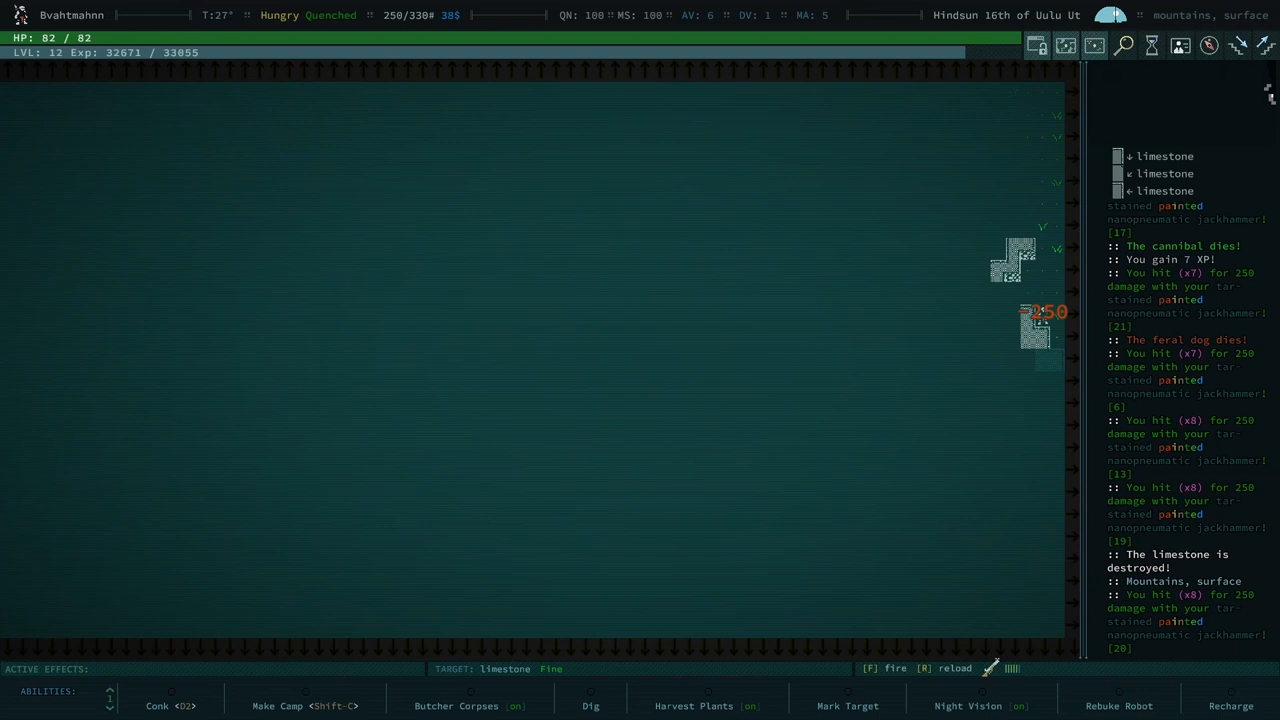 Bvahtmahnn T:27° :: Hungry Quenched :: 250/330# 38$ QN: 100 :: MS: 100 :: AV: 6 :: DV: 1 :: MA: 5 Hindsun 16th of Uulu Ut :: mountains, surface
HP: 82 / 82
LVL: 12 Exp: 32671 / 33055
↓ limestone
↙ limestone
← limestone
stained painted
nanopneumatic jackhammer!
[17]
:: The cannibal dies!
:: You gain 7 XP!
:: You hit (x7) for 250
damage with your tar-
stained painted
nanopneumatic jackhammer!
[21]
:: The feral dog dies!
:: You hit (x7) for 250
damage with your tar-
stained painted
nanopneumatic jackhammer!
[6]
:: You hit (x8) for 250
damage with your tar-
stained painted
nanopneumatic jackhammer!
[13]
:: You hit (x8) for 250
damage with your tar-
stained painted
nanopneumatic jackhammer!
[19]
:: The limestone is
destroyed!
:: Mountains, surface
:: You hit (x8) for 250
damage with your tar-
stained painted
nanopneumatic jackhammer!
[20]
-250
ACTIVE EFFECTS: TARGET: limestone Fine [F] fire [R] reload
ABILITIES: 1 Conk <D2> Make Camp <Shift-C> Butcher Corpses [on] Dig Harvest Plants [on] Mark Target Night Vision [on] Rebuke Robot Recharge